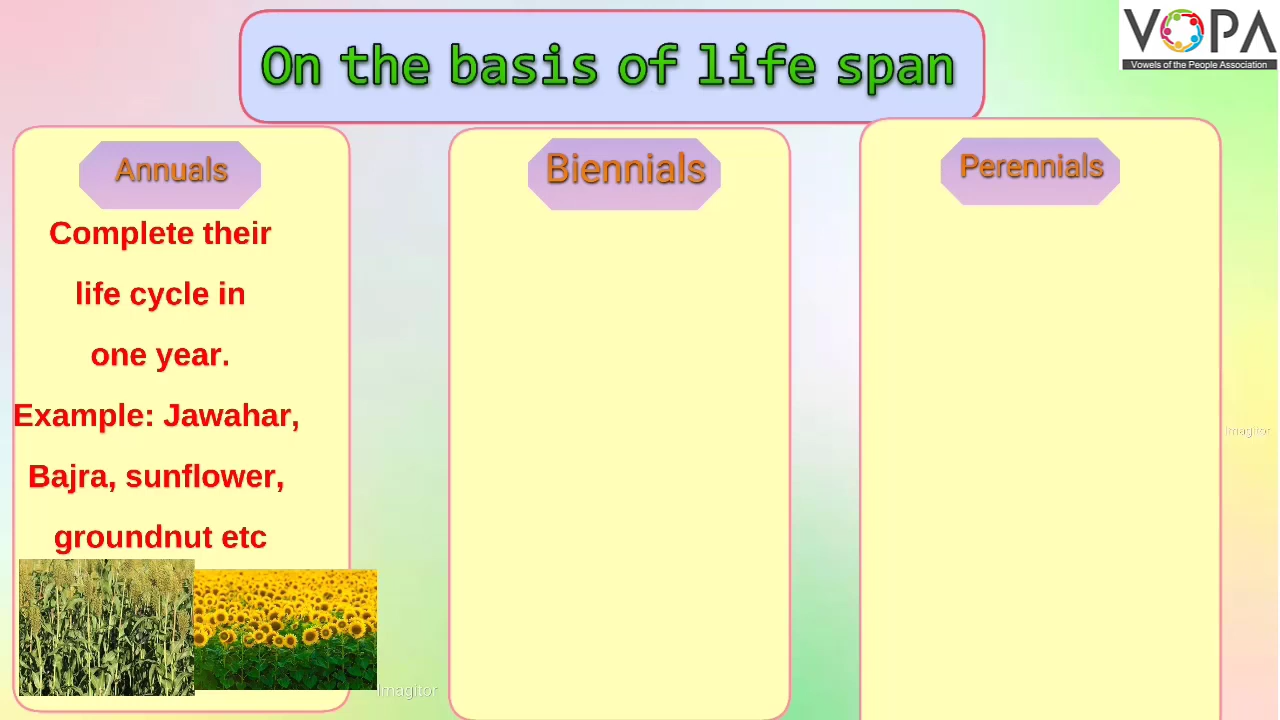 On the basis of life span
VOPA
Vowels of the People Association
Annuals
Complete their
life cycle in
one year.
Example: Jawahar,
Bajra, sunflower,
groundnut etc
Biennials
Perennials
Imagitor
Imagitor